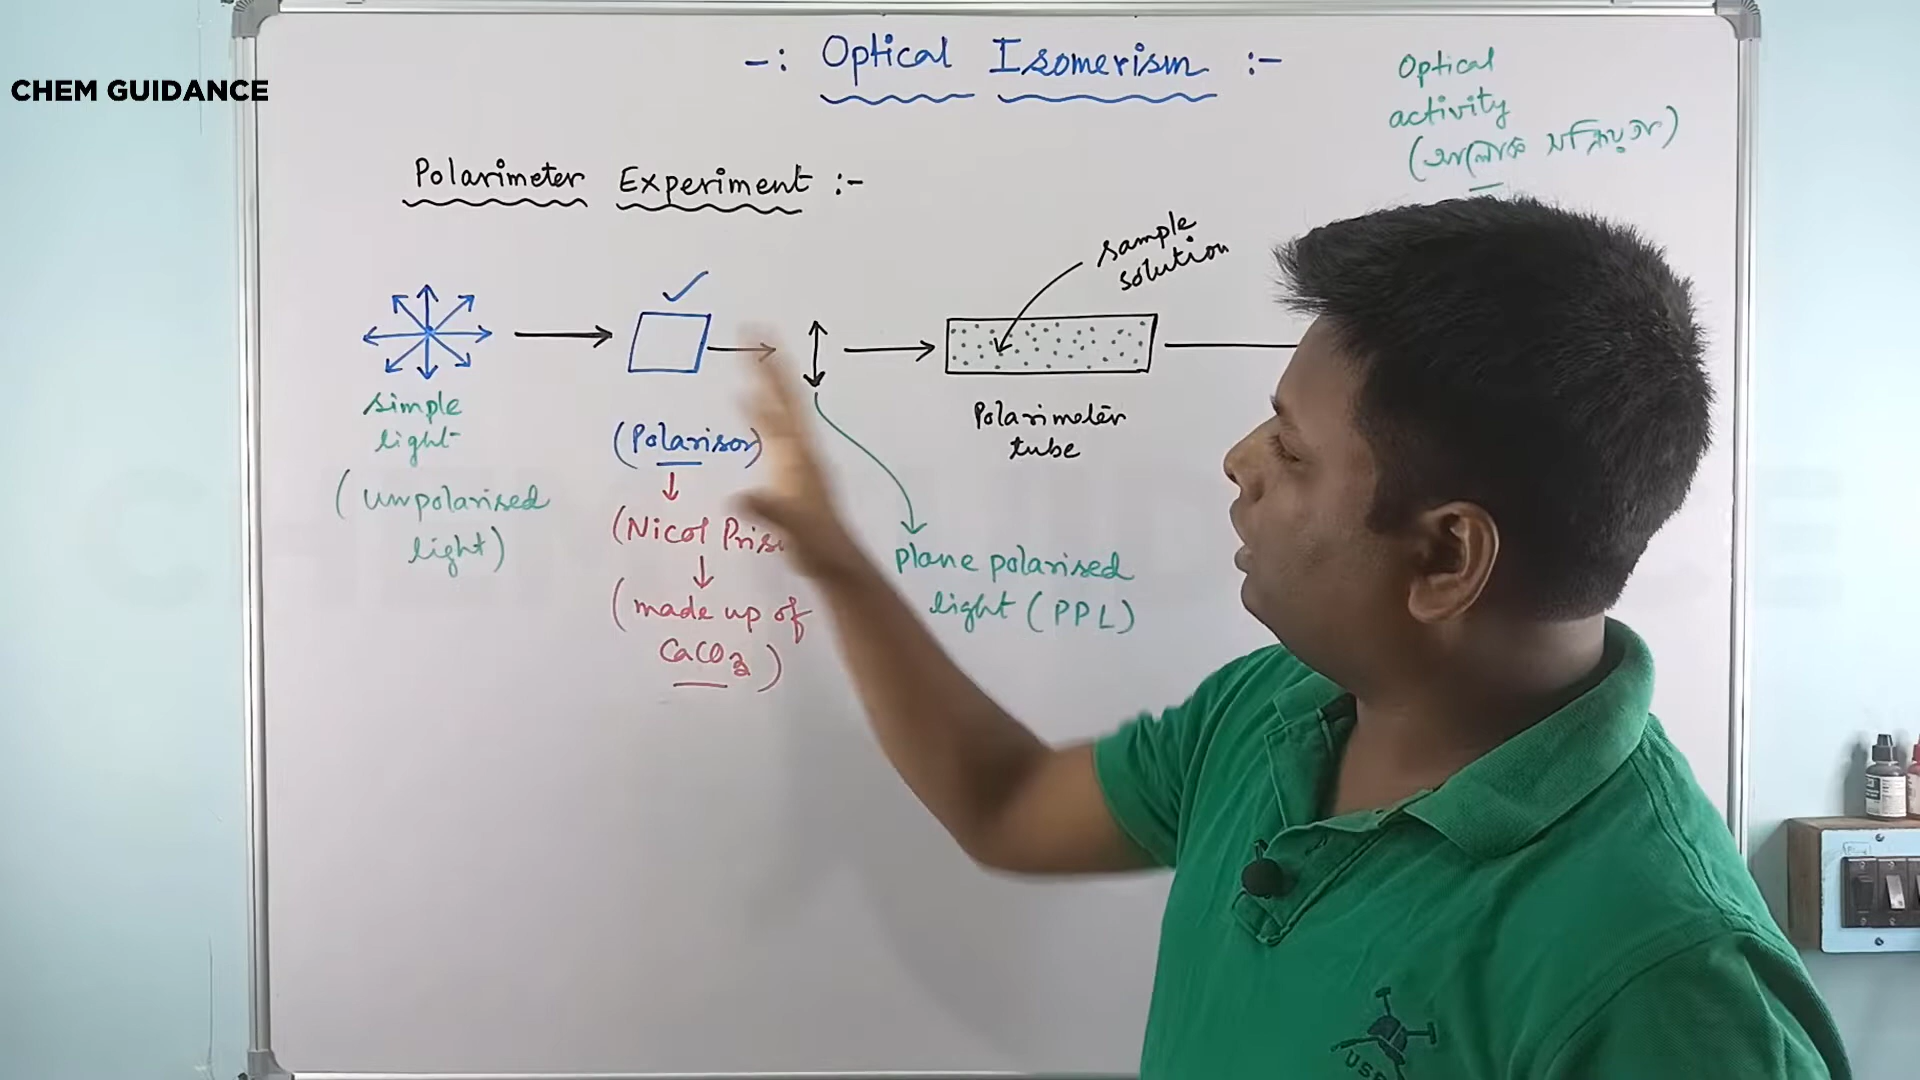 CHEM GUIDANCE
-: Optical Isomerism :-
Optical
activity
Polarimeter Experiment :-
sample
solution
simple
light
(unpolarised
light)
(Polarisor)
(Nicol
(made up of
CaCO3)
Polarimeter
tube
plane polarised
light (PPL)